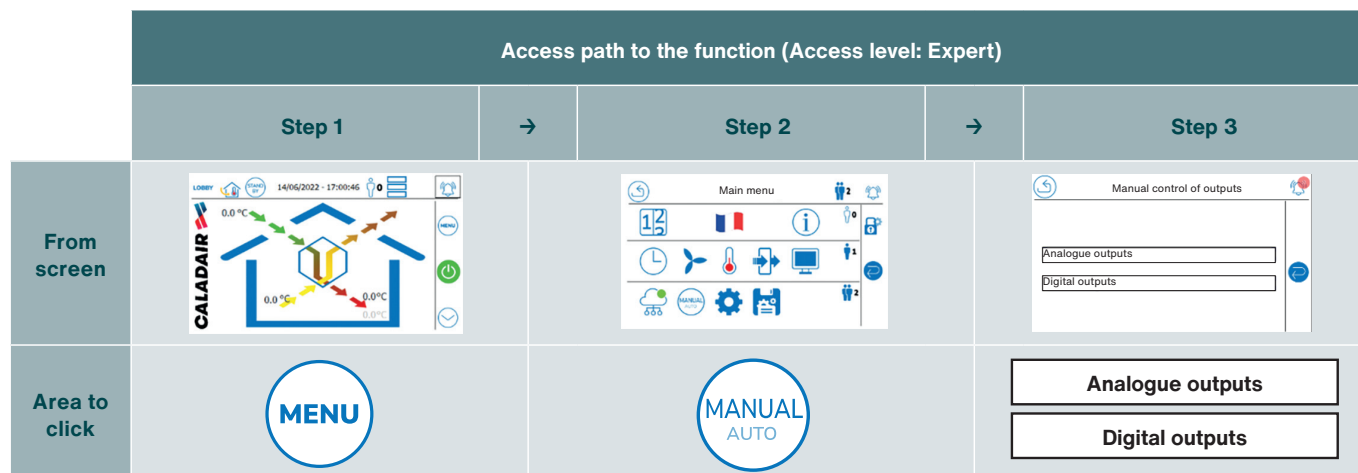 Access path to the function (Access level: Expert)
Step 1 → Step 2 → Step 3
From
screen
LOBBY STAND BY 14/06/2022 - 17:00:46 0
CALADAIR
0.0 °C
MENU
0.0 °C
0.0°C
0.0°C
Main menu 2
1 2 3 i 0
1
MANUAL AUTO 2
Manual control of outputs
Analogue outputs
Digital outputs
Area to
click
MENU
MANUAL
AUTO
Analogue outputs
Digital outputs